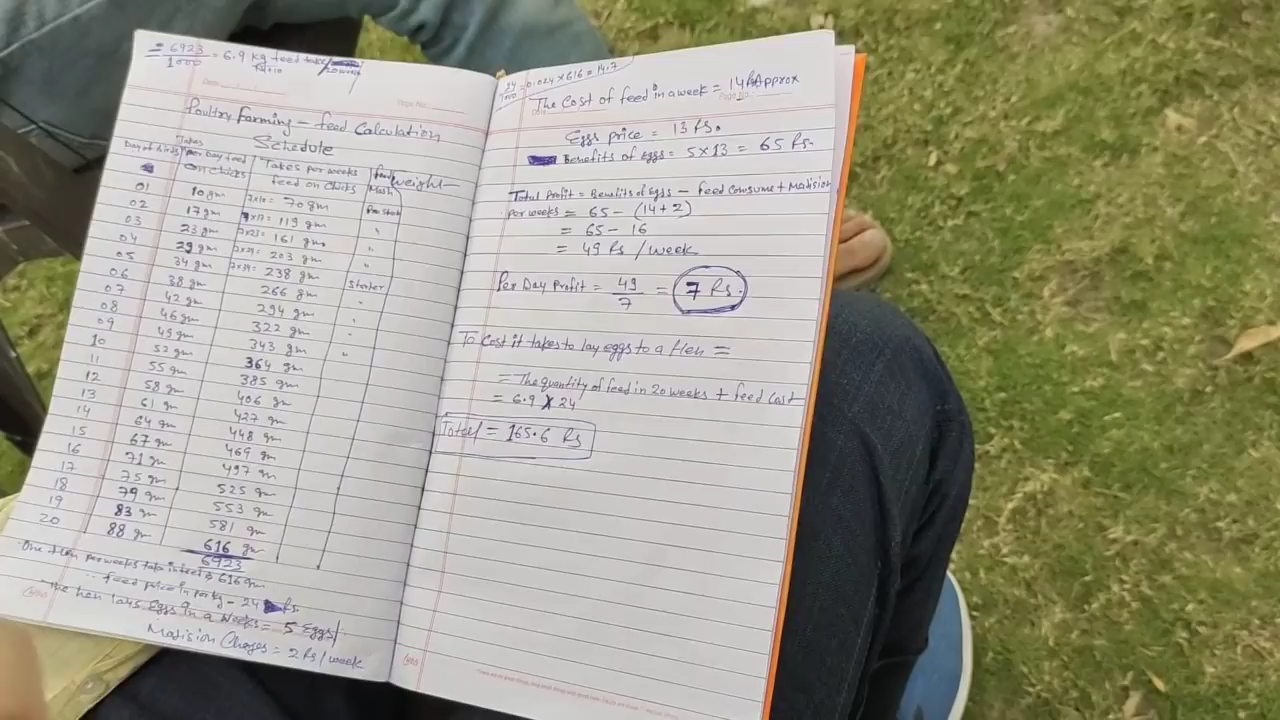 = 6923/1000 = 6.9 kg feed take/20 week
Poultry Farming - feed Calculation
Schedule
Day of birds
Takes per Day feed on chicks
Takes per weeks feed on chicks
feed Mash
weight
01 10 gm 7x10 = 70 gm Pre stat
02 17 gm 7x17 = 119 gm "
03 23 gm 7x23 = 161 gm "
04 29 gm 7x29 = 203 gm "
05 34 gm 7x34 = 238 gm Stater
06 38 gm 266 gm "
07 42 gm 294 gm "
08 46 gm 322 gm "
09 49 gm 343 gm "
10 52 gm 364 gm
11 55 gm 385 gm
12 58 gm 406 gm
13 61 gm 427 gm
14 64 gm 448 gm
15 67 gm 469 gm
16 71 gm 497 gm
17 75 gm 525 gm
18 79 gm 553 gm
19 83 gm 581 gm
20 88 gm 616 gm
6923
One Hen per weeks take 616 gm
feed price in per kg - 24 Rs
The hen lays Eggs in a weeks = 5 Eggs/
Madision Charges = 2 Rs/week
24/1000 = 0.024 x 616 = 14.7
The Cost of feed in a week = 14 Rs Approx
Eggs price = 13 Rs.
Benefits of eggs = 5 x 13 = 65 Rs.
Total Profit = Benefits of Eggs - feed Consume + Madision
Per weeks = 65 - (14+2)
= 65 - 16
= 49 Rs /week
Per Day Profit = 49/7 = 7 Rs.
To Cost it takes to lay eggs to a Hen =
= The quantity of feed in 20 weeks + feed Cost
= 6.9 X 24
Total = 165.6 Rs